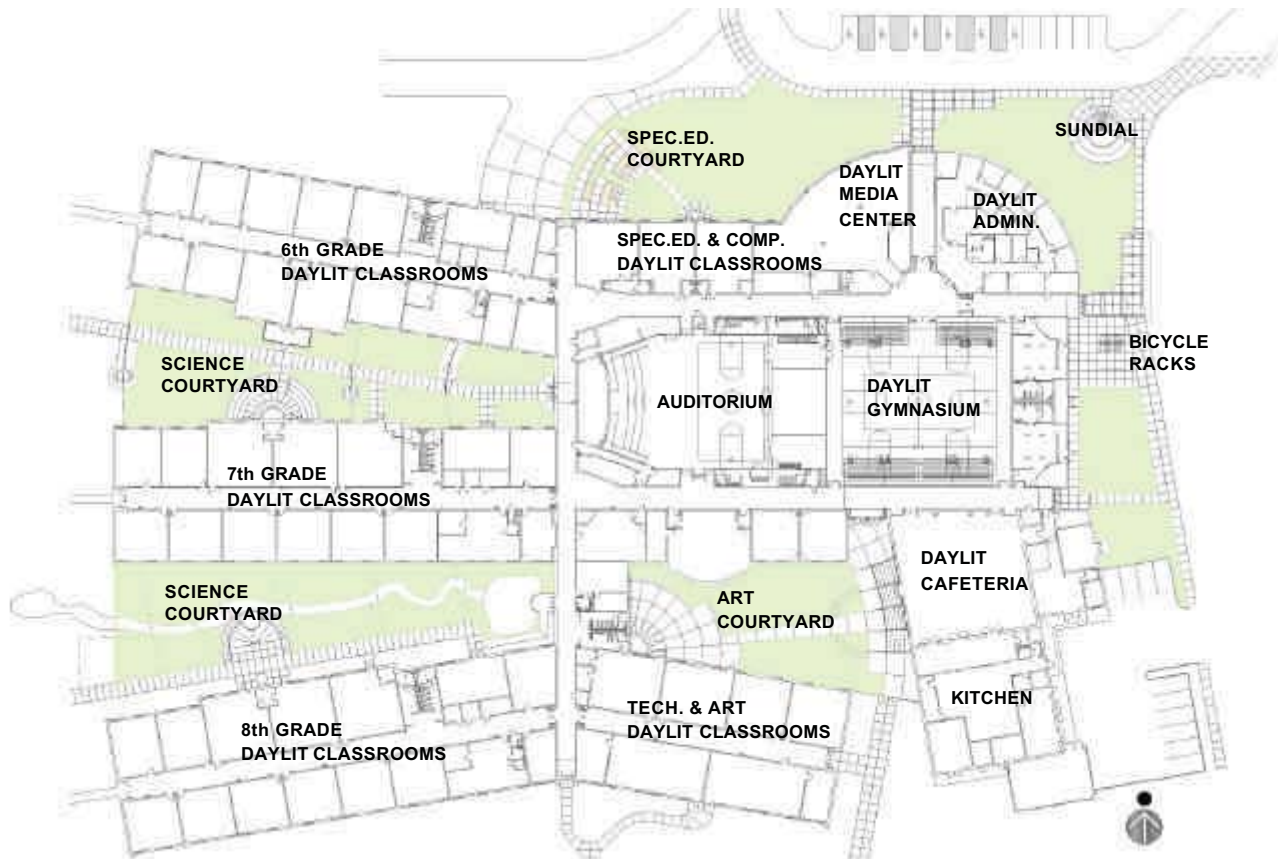 SPEC.ED.
COURTYARD
SUNDIAL
DAYLIT
MEDIA
CENTER
DAYLIT
ADMIN.
6th GRADE
DAYLIT CLASSROOMS
SPEC.ED. & COMP.
DAYLIT CLASSROOMS
SCIENCE
COURTYARD
BICYCLE
RACKS
AUDITORIUM
DAYLIT
GYMNASIUM
7th GRADE
DAYLIT CLASSROOMS
DAYLIT
CAFETERIA
SCIENCE
COURTYARD
ART
COURTYARD
KITCHEN
TECH. & ART
DAYLIT CLASSROOMS
8th GRADE
DAYLIT CLASSROOMS